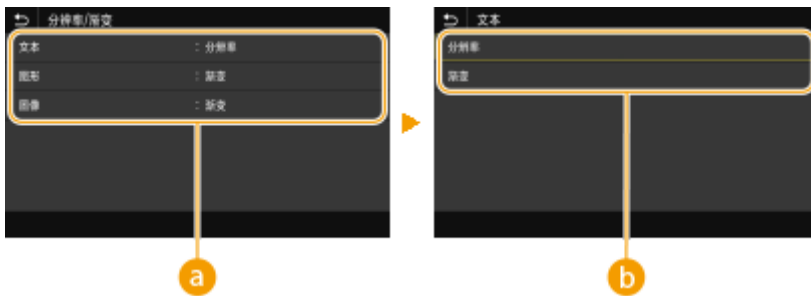 分辨率/渐变
文本 : 分辨率
图形 : 渐变
图像 : 渐变
a
文本
分辨率
渐变
b